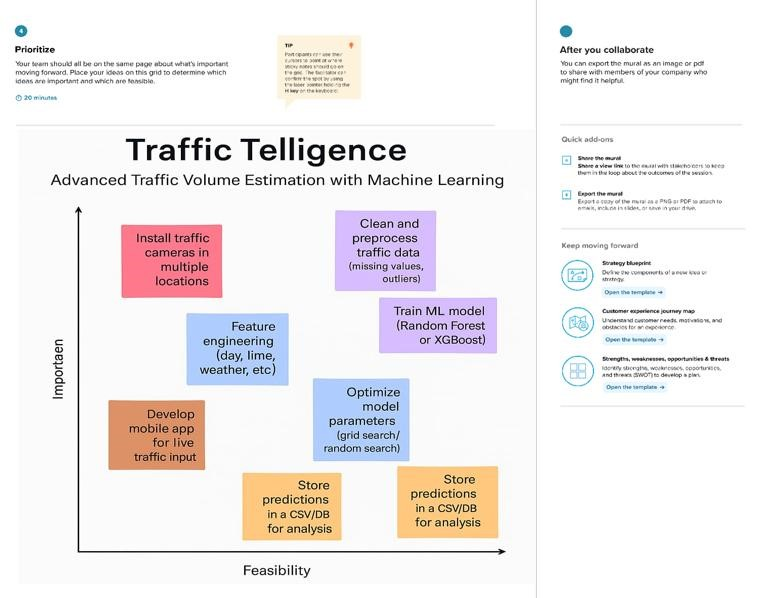 4
Prioritize
Your team should all be on the same page about what's important
moving forward. Place your ideas on this grid to determine which
ideas are important and which are feasible.
20 minutes
TIP
Participants can use their
cursors to point at where
sticky notes should go on
the grid. The facilitator can
confirm the spot by using
the laser pointer holding the
H key on the keyboard.
Traffic Telligence
Advanced Traffic Volume Estimation with Machine Learning
Importaen
Install traffic
cameras in
multiple
locations
Clean and
preprocess
traffic data
(missing values,
outliers)
Train ML model
(Random Forest
or XGBoost)
Feature
engineering
(day, lime,
weather, etc)
Optimize
model
parameters
(grid search/
random search)
Develop
mobile app
for live
traffic input
Store
predictions
in a CSV/DB
for analysis
Store
predictions
in a CSV/DB
for analysis
Feasibility
After you collaborate
You can export the mural as an image or pdf
to share with members of your company who
might find it helpful.
Quick add-ons
Share the mural
Share a view link to the mural with stakeholders to keep
them in the loop about the outcomes of the session.
Export the mural
Export a copy of the mural as a PNG or PDF to attach to
emails, include in slides, or save in your drive.
Keep moving forward
Strategy blueprint
Define the components of a new idea or
strategy.
Open the template →
Customer experience journey map
Understand customer needs, motivations, and
obstacles for an experience.
Open the template →
Strengths, weaknesses, opportunities & threats
Identify strengths, weaknesses, opportunities,
and threats (SWOT) to develop a plan.
Open the template →